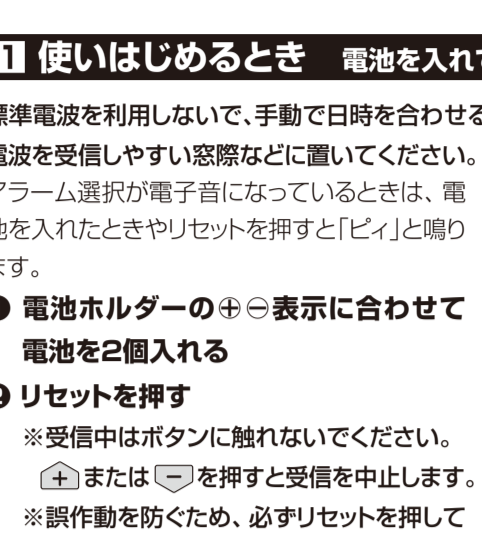 1 使いはじめるとき 電池を入れて
標準電波を利用しないで、手動で日時を合わせる
電波を受信しやすい窓際などに置いてください。
アラーム選択が電子音になっているときは、電
池を入れたときやリセットを押すと「ピィ」と鳴り
ます。
❶ 電池ホルダーの⊕⊖表示に合わせて
電池を2個入れる
❷ リセットを押す
※受信中はボタンに触れないでください。
+ または − を押すと受信を中止します。
※誤作動を防ぐため、必ずリセットを押して